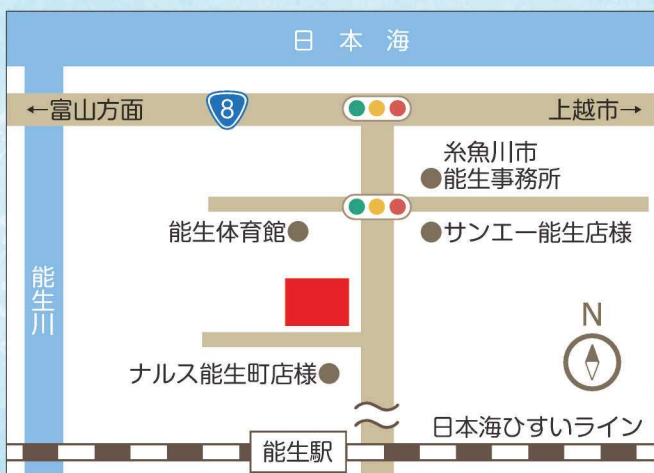 日本海
←富山方面
8
上越市→
糸魚川市
能生事務所
能生体育館
サンエー能生店様
能生川
N
ナルス能生町店様
日本海ひすいライン
能生駅